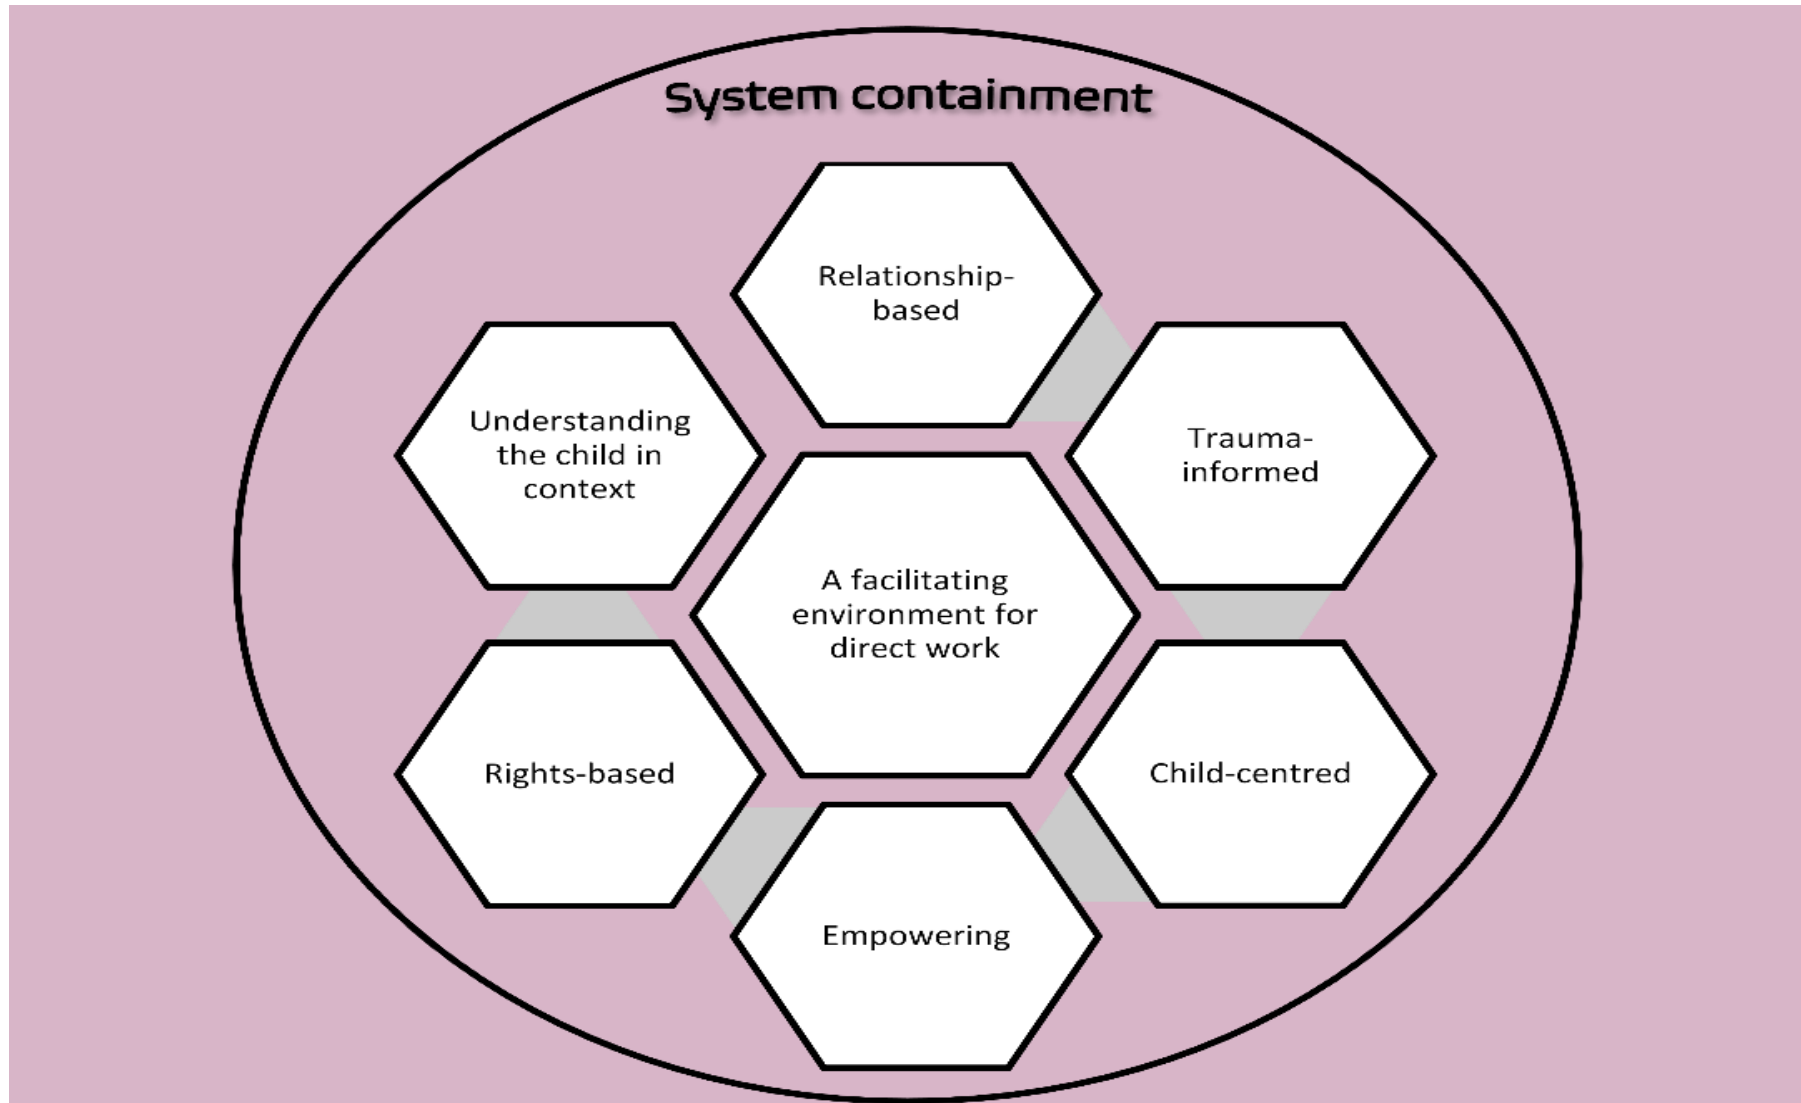 System containment
Relationship-
based
Understanding
the child in
context
Trauma-
informed
A facilitating
environment for
direct work
Rights-based
Child-centred
Empowering